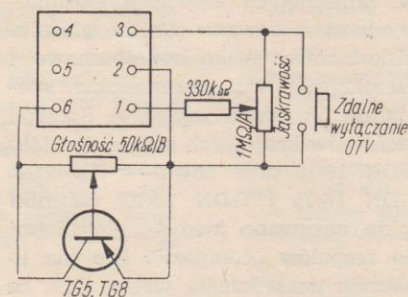 4
3
5
2
6
1
330kΩ
1MΩ/A
Jaskrawość
Zdalne
wyłączanie
OTV
Głośność 50kΩ/B
TG5, TG8